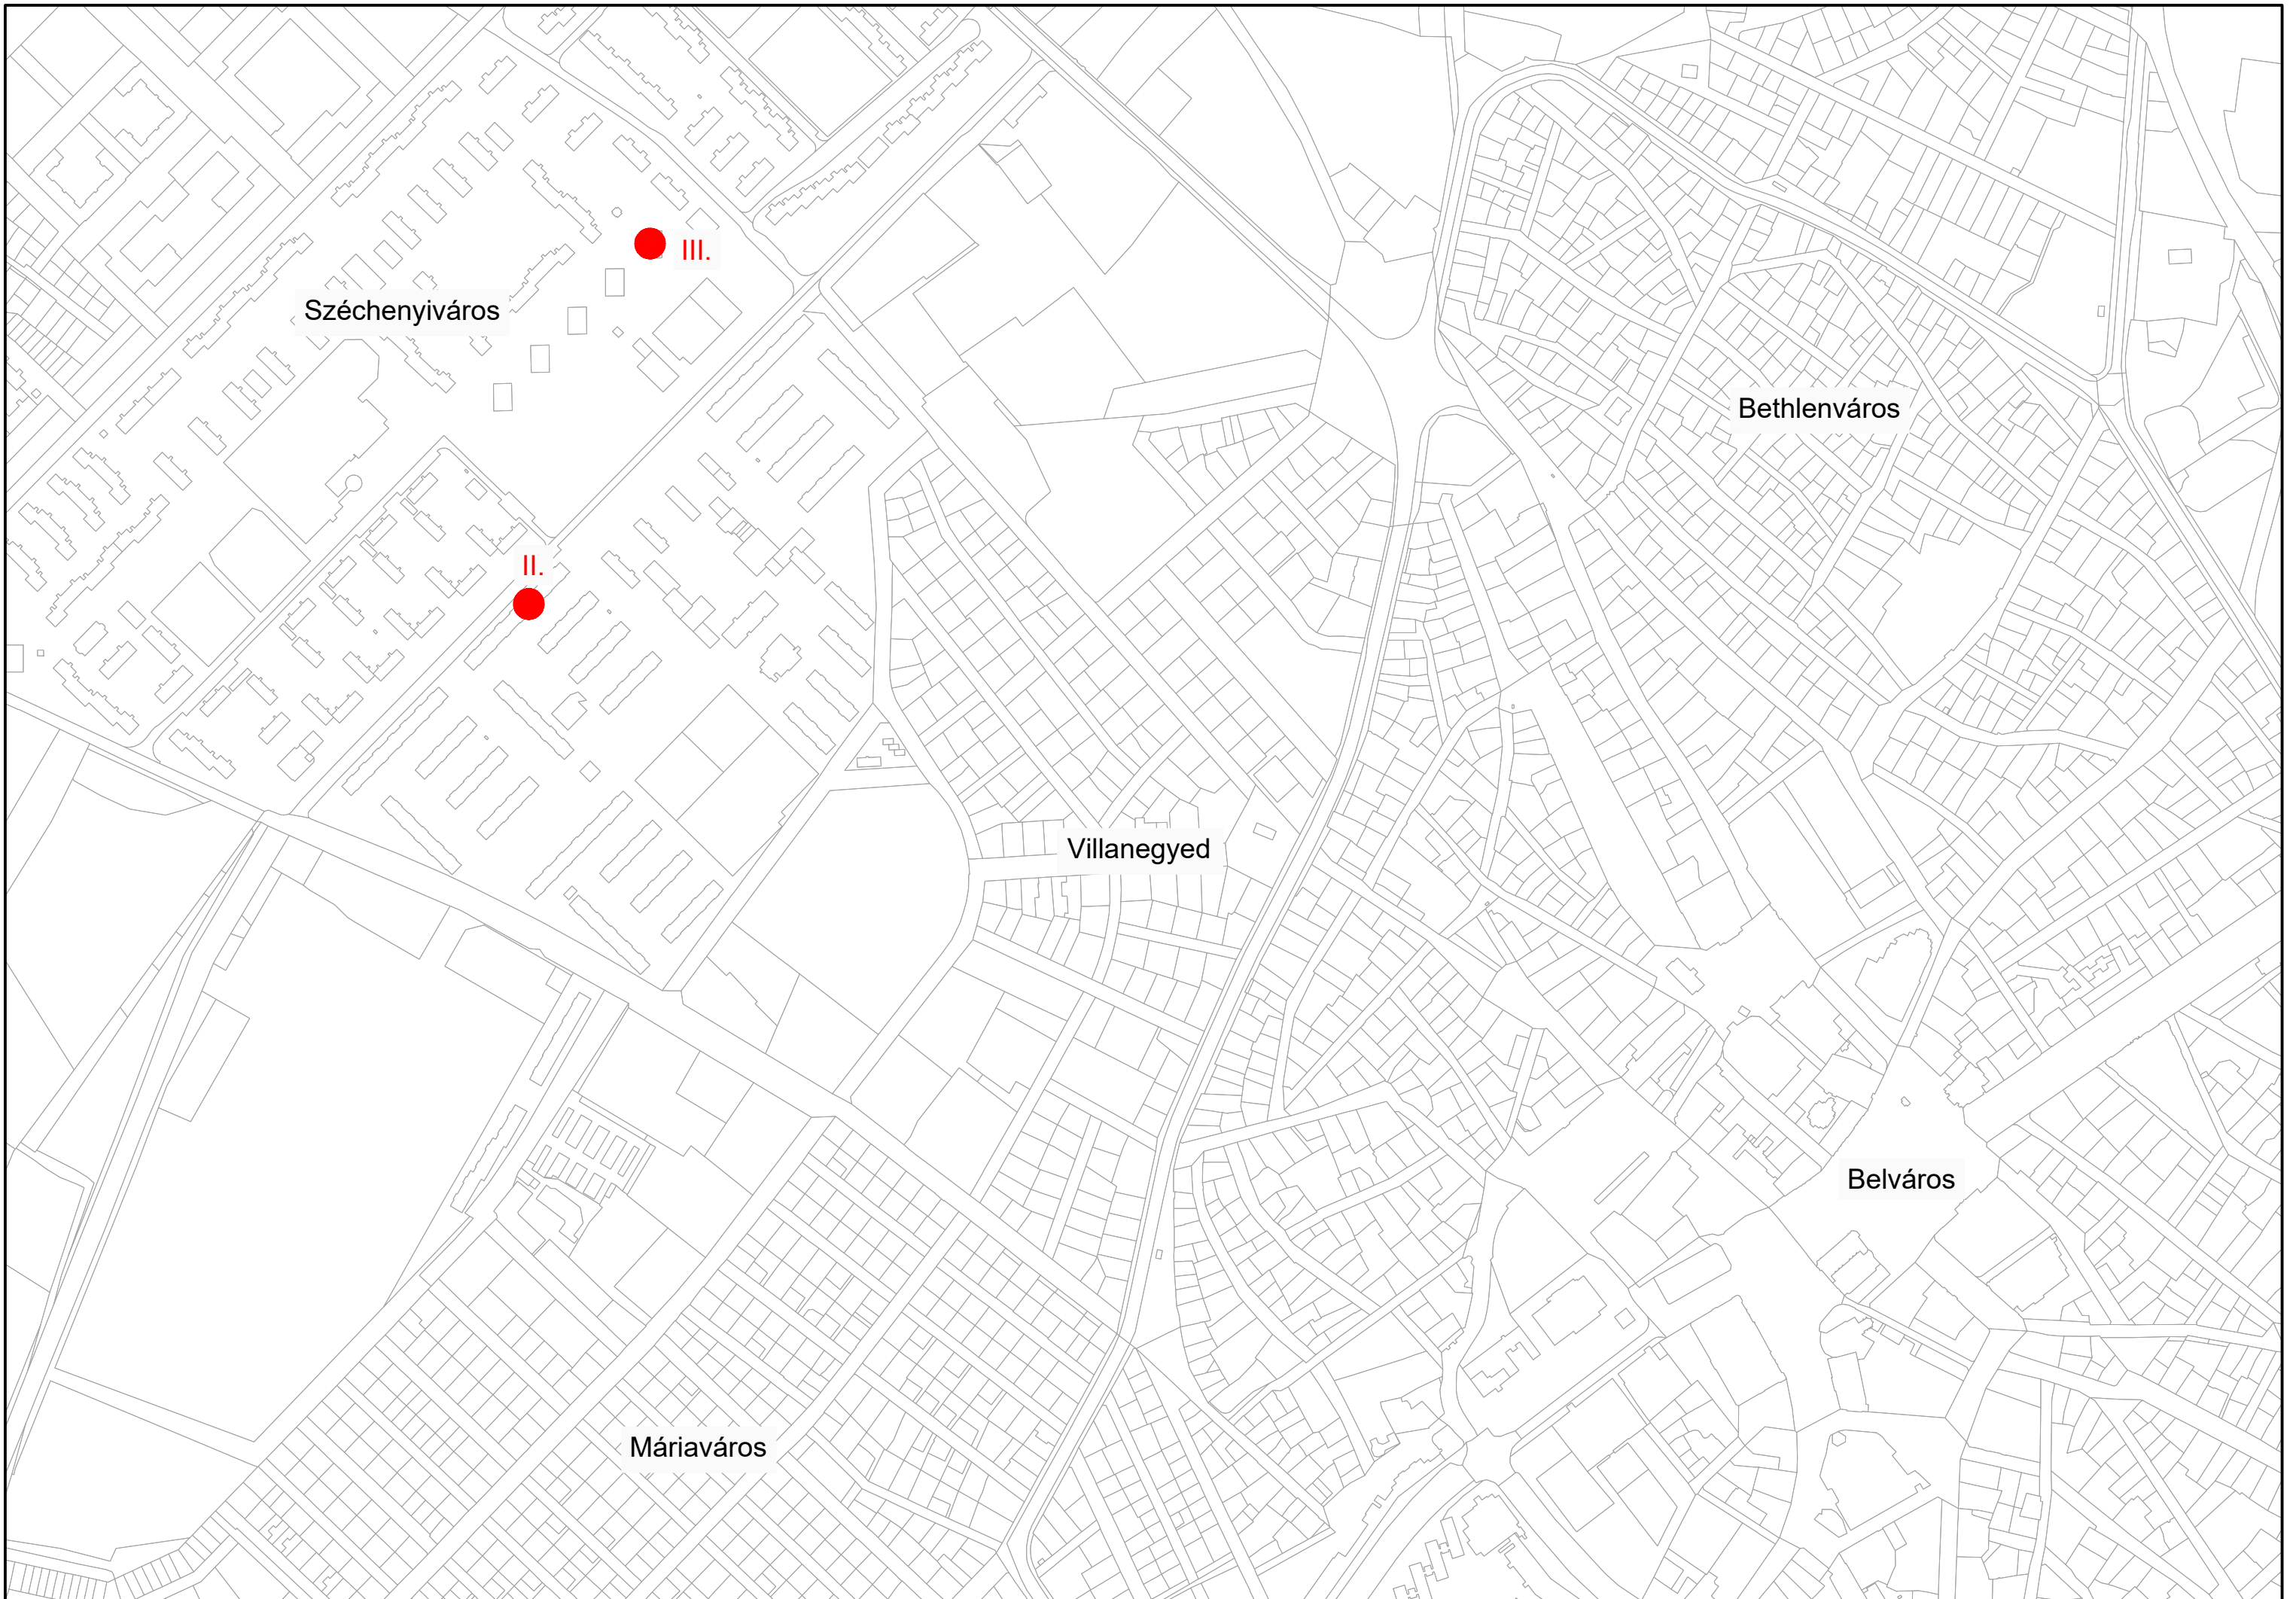 III.
Széchenyiváros
Bethlenváros
II.
Villanegyed
Belváros
Máriaváros